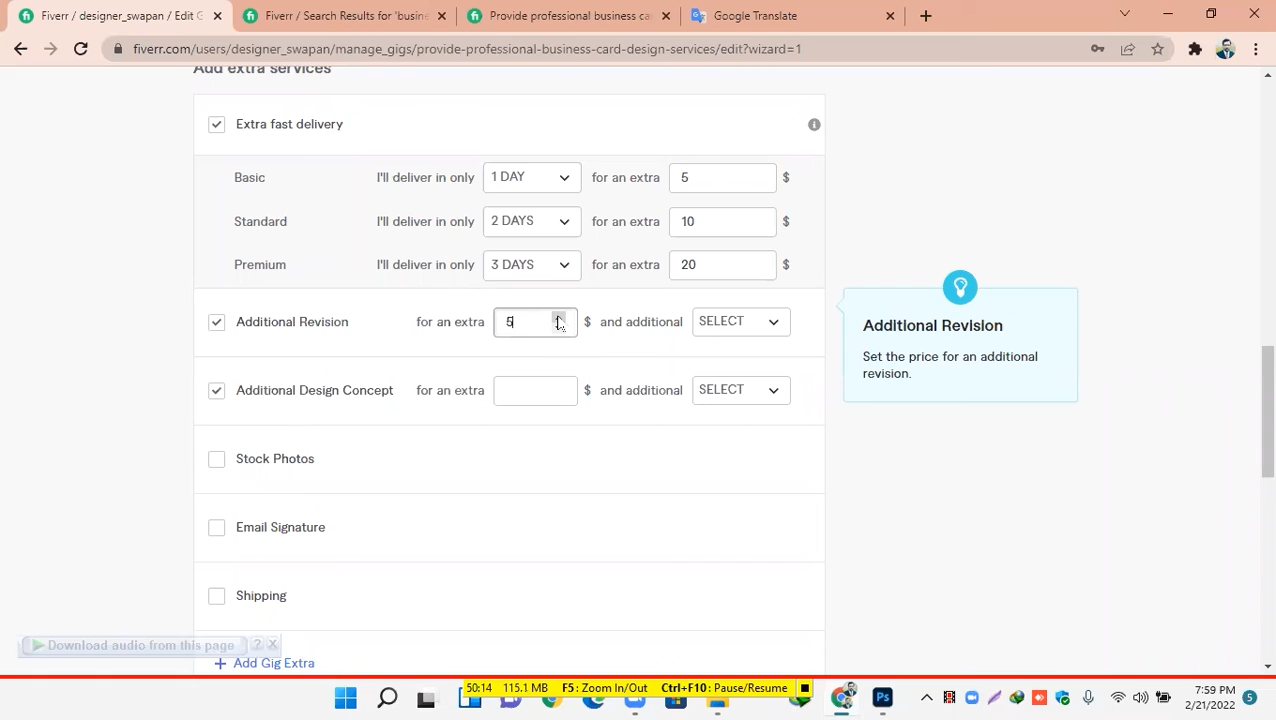 Fiverr / designer_swapan / Edit G
Fiverr / Search Results for 'busin
Provide professional business car
Google Translate
fiverr.com/users/designer_swapan/manage_gigs/provide-professional-business-card-design-services/edit?wizard=1
Add extra services
Extra fast delivery
Basic I'll deliver in only 1 DAY for an extra 5 $
Standard I'll deliver in only 2 DAYS for an extra 10 $
Premium I'll deliver in only 3 DAYS for an extra 20 $
Additional Revision for an extra 5 $ and additional SELECT
Additional Revision
Set the price for an additional
revision.
Additional Design Concept for an extra $ and additional SELECT
Stock Photos
Email Signature
Shipping
Download audio from this page ? X
+ Add Gig Extra
50:14 115.1 MB F5: Zoom In/Out Ctrl+F10: Pause/Resume
Ps
7:59 PM
2/21/2022
5